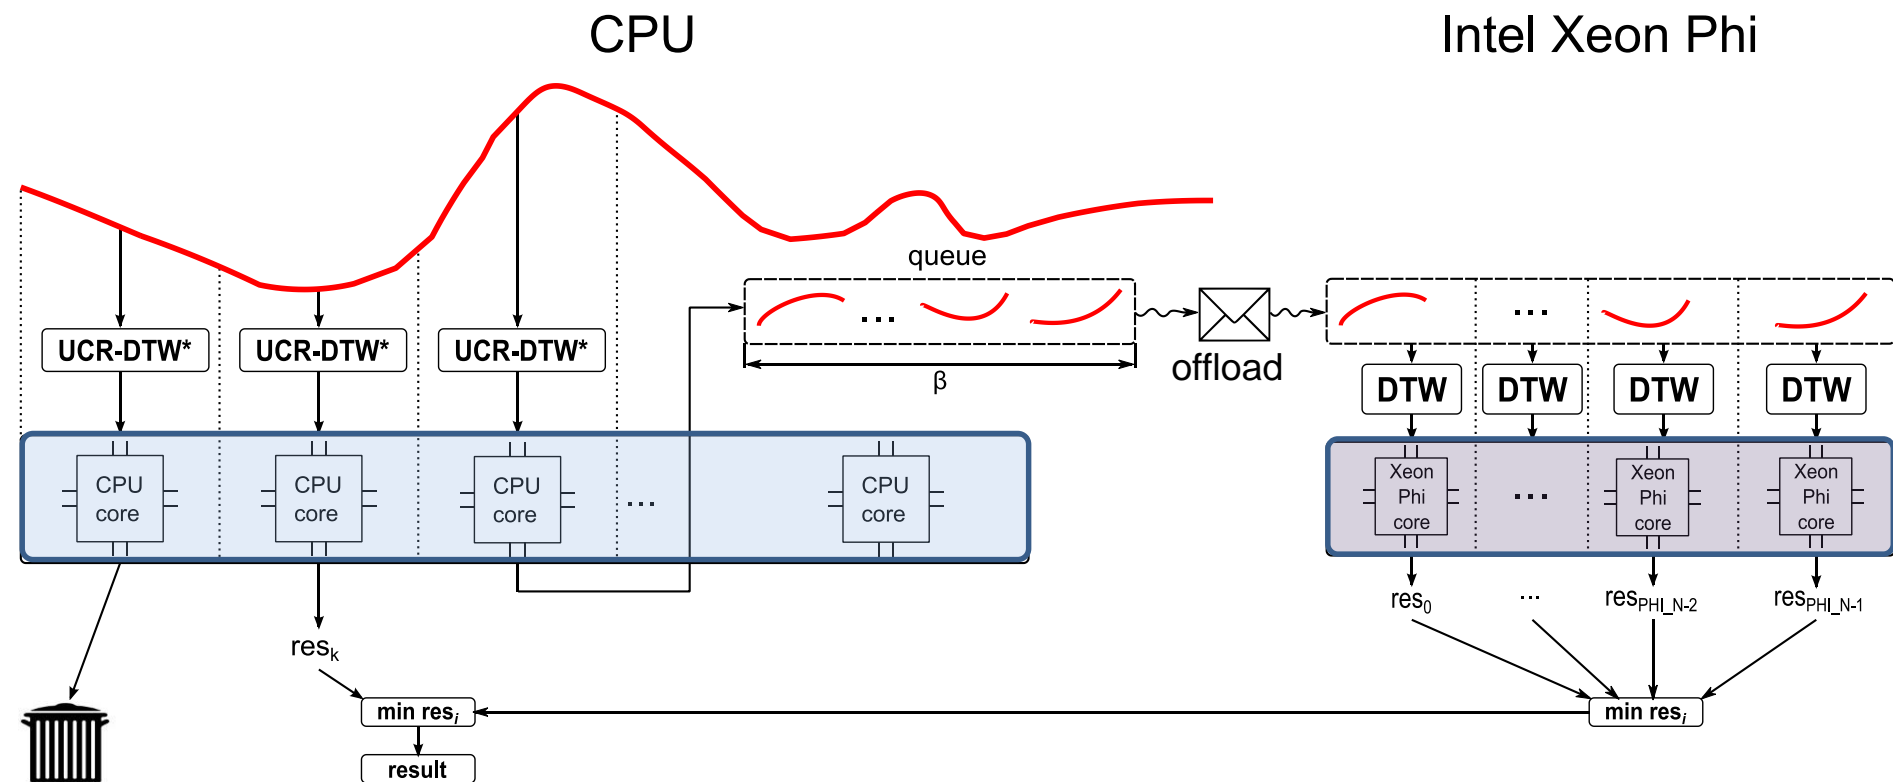 CPU
Intel Xeon Phi
queue
UCR-DTW*
UCR-DTW*
UCR-DTW*
...
β
offload
...
DTW
DTW
DTW
DTW
CPU
core
CPU
core
CPU
core
...
CPU
core
Xeon
Phi
core
...
Xeon
Phi
core
Xeon
Phi
core
res0
...
resPHI_N-2
resPHI_N-1
resk
min resi
min resi
result